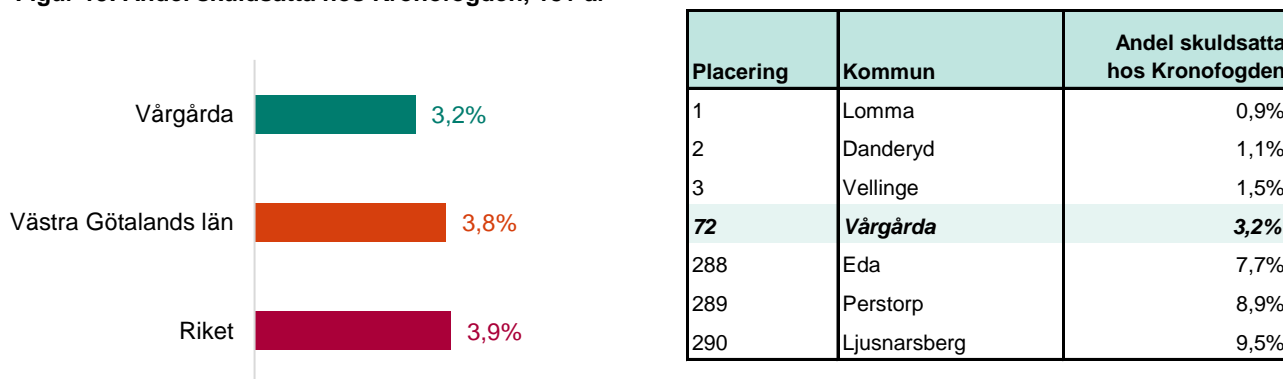 Vårgårda 3,2%
Västra Götalands län 3,8%
Riket 3,9%
Placering Kommun Andel skuldsatta hos Kronofogden
1 Lomma 0,9%
2 Danderyd 1,1%
3 Vellinge 1,5%
72 Vårgårda 3,2%
288 Eda 7,7%
289 Perstorp 8,9%
290 Ljusnarsberg 9,5%